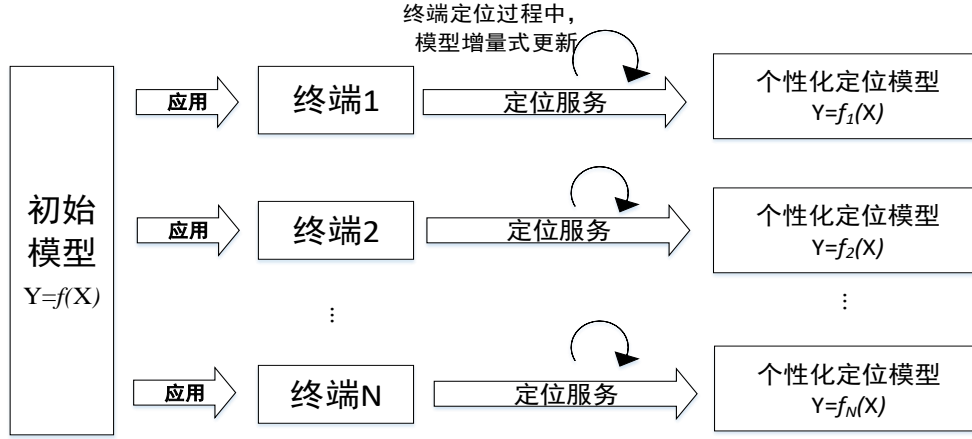 终端定位过程中，
模型增量式更新
初始
模型
Y=f(X)
应用
终端1
定位服务
个性化定位模型
Y=f₁(X)
应用
终端2
定位服务
个性化定位模型
Y=f₂(X)
⋮
⋮
应用
终端N
定位服务
个性化定位模型
Y=f_N(X)